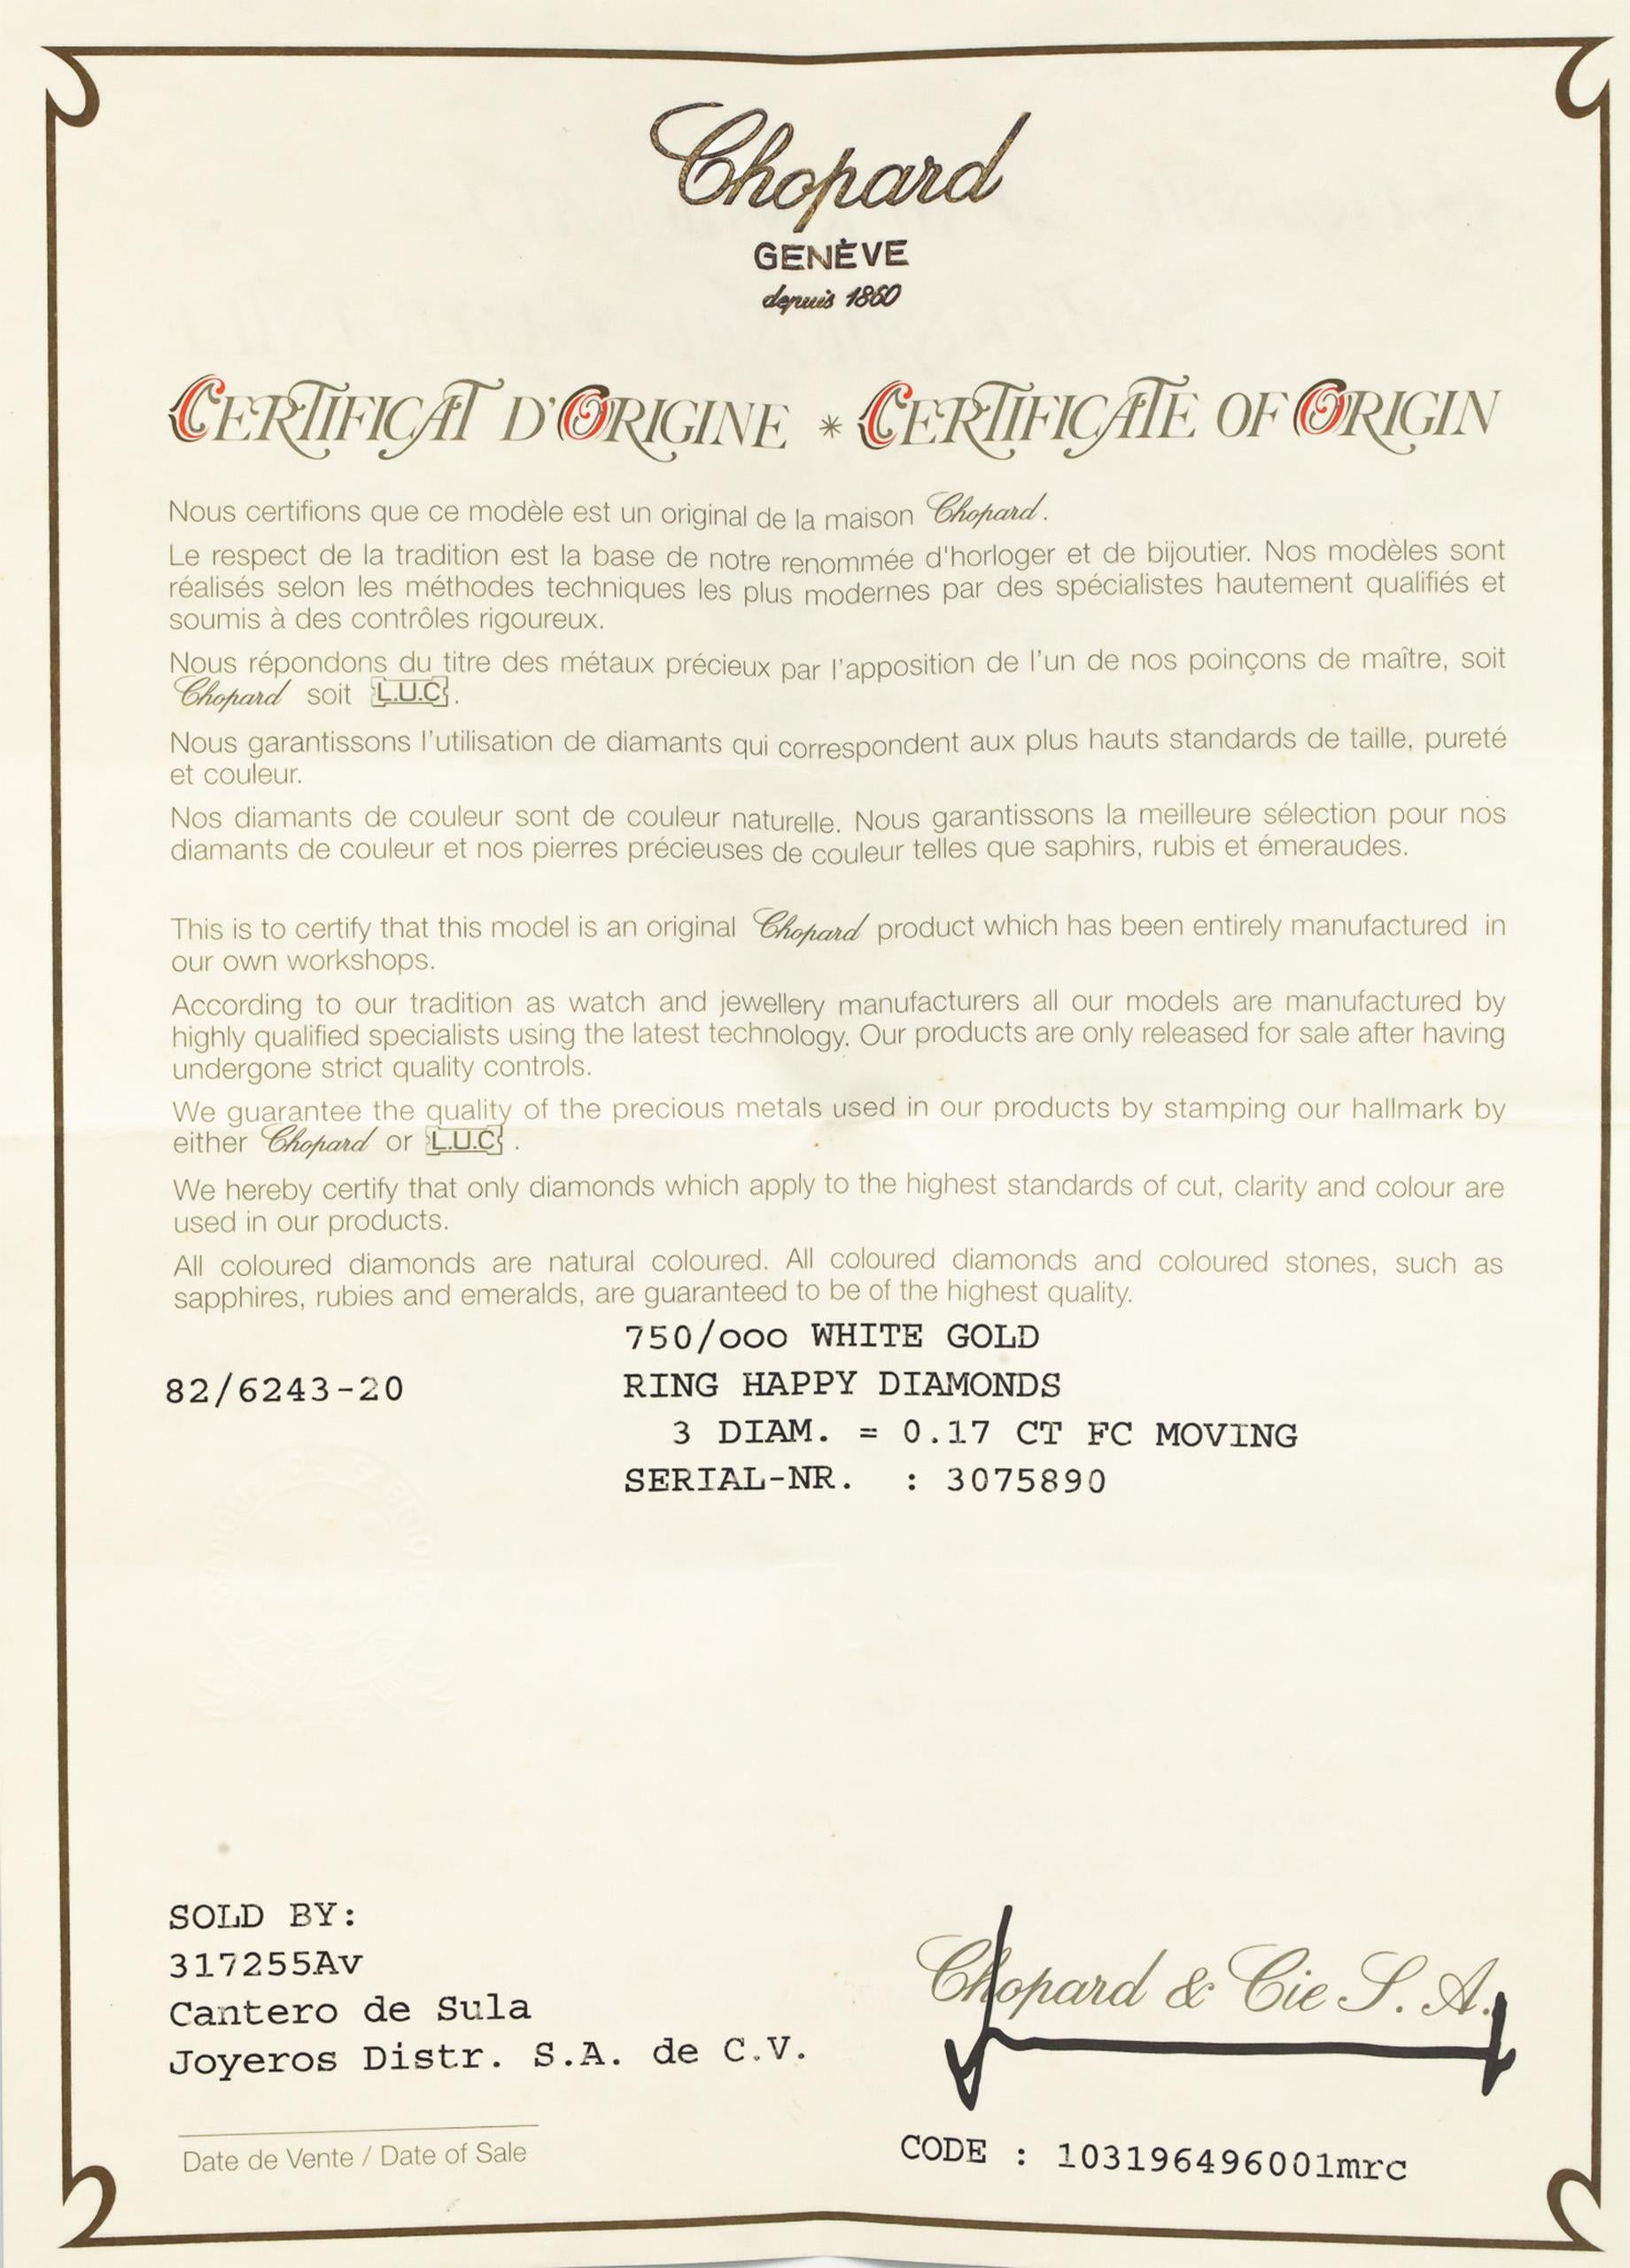 Chopard
GENÈVE
depuis 1860
CERTIFICAT D'ORIGINE * CERTIFICATE OF ORIGIN
Nous certifions que ce modèle est un original de la maison Chopard.
Le respect de la tradition est la base de notre renommée d'horloger et de bijoutier. Nos modèles sont
réalisés selon les méthodes techniques les plus modernes par des spécialistes hautement qualifiés et
soumis à des contrôles rigoureux.
Nous répondons du titre des métaux précieux par l'apposition de l'un de nos poinçons de maître, soit
Chopard soit L.U.C.
Nous garantissons l'utilisation de diamants qui correspondent aux plus hauts standards de taille, pureté
et couleur.
Nos diamants de couleur sont de couleur naturelle. Nous garantissons la meilleure sélection pour nos
diamants de couleur et nos pierres précieuses de couleur telles que saphirs, rubis et émeraudes.
This is to certify that this model is an original Chopard product which has been entirely manufactured in
our own workshops.
According to our tradition as watch and jewellery manufacturers all our models are manufactured by
highly qualified specialists using the latest technology. Our products are only released for sale after having
undergone strict quality controls.
We guarantee the quality of the precious metals used in our products by stamping our hallmark by
either Chopard or L.U.C.
We hereby certify that only diamonds which apply to the highest standards of cut, clarity and colour are
used in our products.
All coloured diamonds are natural coloured. All coloured diamonds and coloured stones, such as
sapphires, rubies and emeralds, are guaranteed to be of the highest quality.
750/ooo WHITE GOLD
82/6243-20 RING HAPPY DIAMONDS
3 DIAM. = 0.17 CT FC MOVING
SERIAL-NR. : 3075890
SOLD BY:
317255Av
Cantero de Sula
Joyeros Distr. S.A. de C.V.
Chopard & Cie S. A.
Date de Vente / Date of Sale
CODE : 103196496001mrc